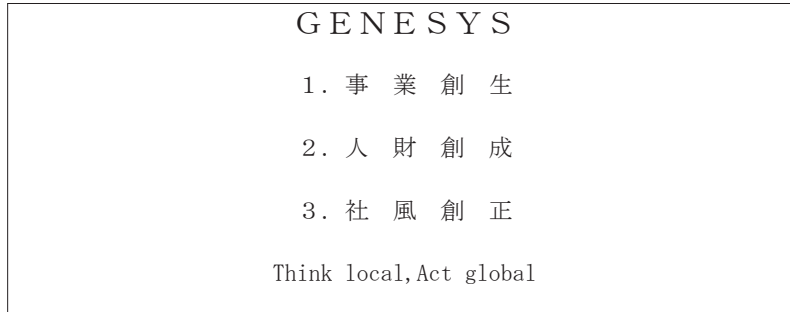 ＧＥＮＥＳＹＳ
１．事　業　創　生
２．人　財　創　成
３．社　風　創　正
Think local,Act global